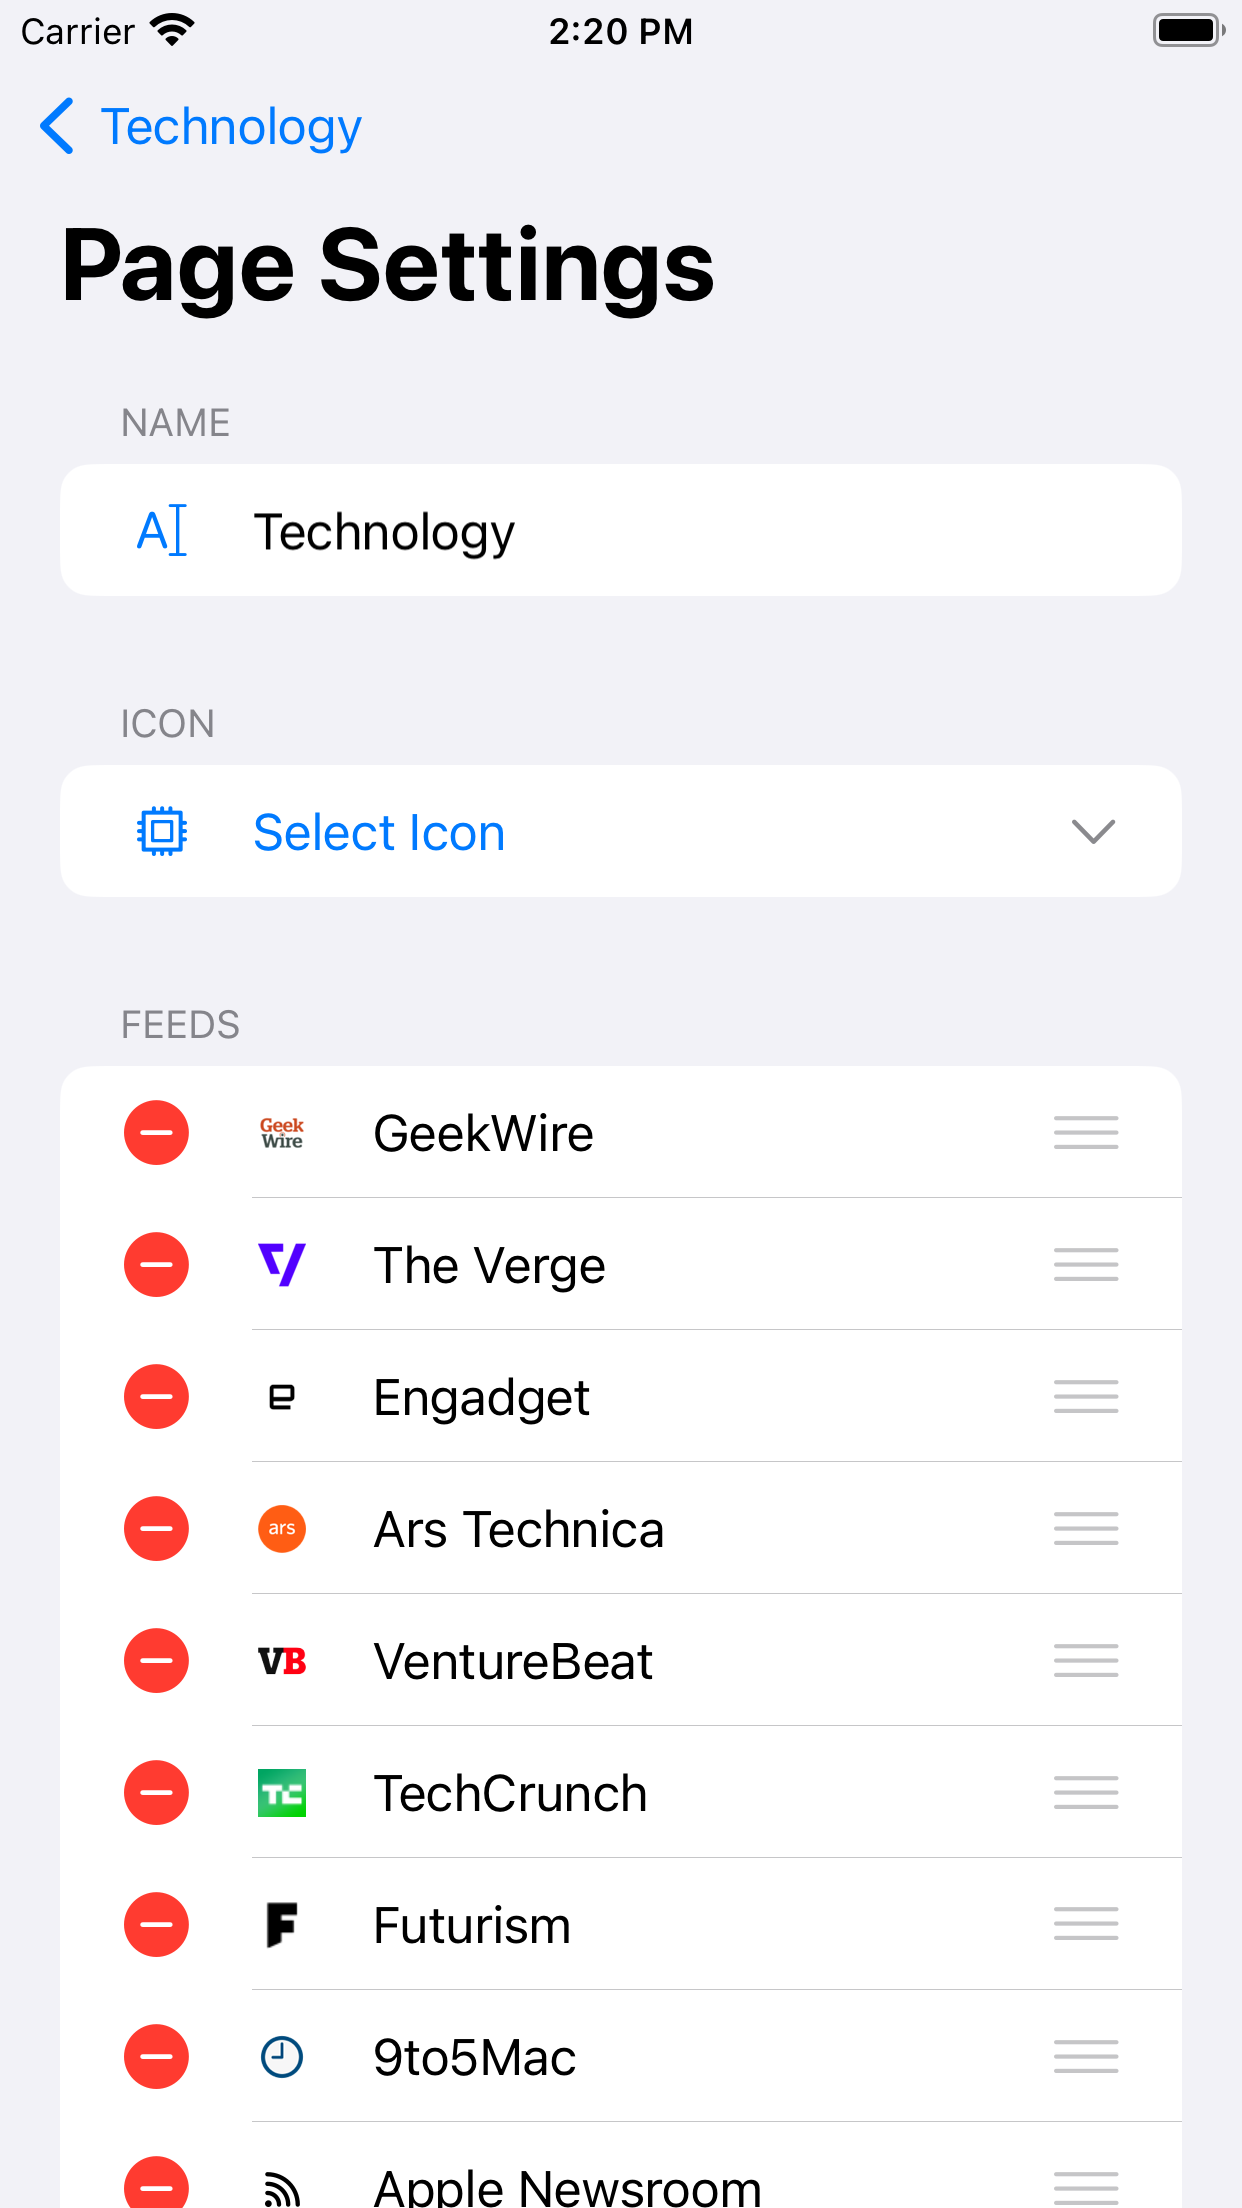 Carrier 2:20 PM
Technology
Page Settings
NAME
A Technology
ICON
Select Icon
FEEDS
Geek Wire GeekWire
The Verge
e Engadget
ars Ars Technica
VB VentureBeat
TC TechCrunch
F Futurism
9to5Mac
Apple Newsroom